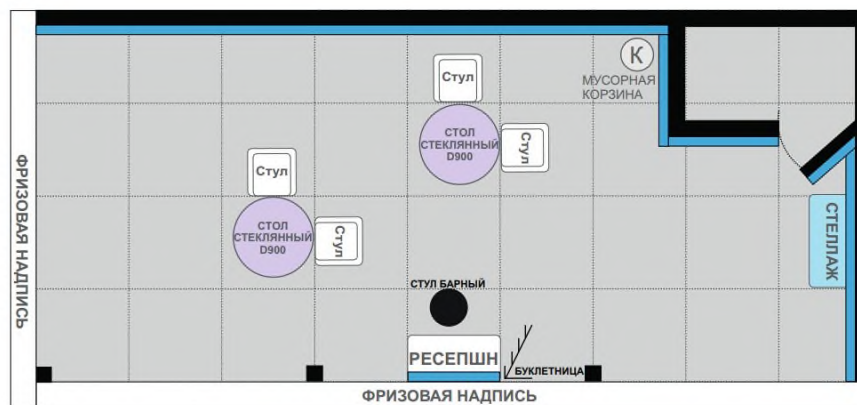 К
МУСОРНАЯ
КОРЗИНА
Стул
СТОЛ
СТЕКЛЯННЫЙ
D900
Стул
Стул
СТОЛ
СТЕКЛЯННЫЙ
D900
Стул
СТЕЛЛАЖ
СТУЛ БАРНЫЙ
РЕСЕПШН
БУКЛЕТНИЦА
ФРИЗОВАЯ НАДПИСЬ
ФРИЗОВАЯ НАДПИСЬ